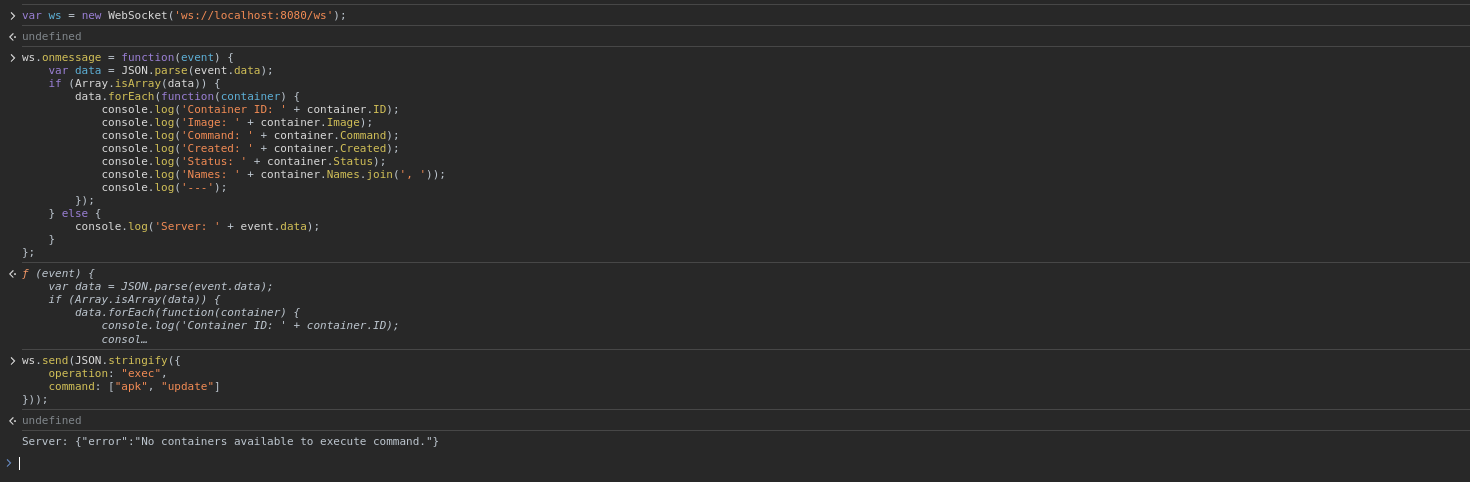 var ws = new WebSocket('ws://localhost:8080/ws');
undefined
ws.onmessage = function(event) {
    var data = JSON.parse(event.data);
    if (Array.isArray(data)) {
        data.forEach(function(container) {
            console.log('Container ID: ' + container.ID);
            console.log('Image: ' + container.Image);
            console.log('Command: ' + container.Command);
            console.log('Created: ' + container.Created);
            console.log('Status: ' + container.Status);
            console.log('Names: ' + container.Names.join(', '));
            console.log('---');
        });
    } else {
        console.log('Server: ' + event.data);
    }
};
ƒ (event) {
    var data = JSON.parse(event.data);
    if (Array.isArray(data)) {
        data.forEach(function(container) {
            console.log('Container ID: ' + container.ID);
            consol…
ws.send(JSON.stringify({
    operation: "exec",
    command: ["apk", "update"]
}));
undefined
Server: {"error":"No containers available to execute command."}